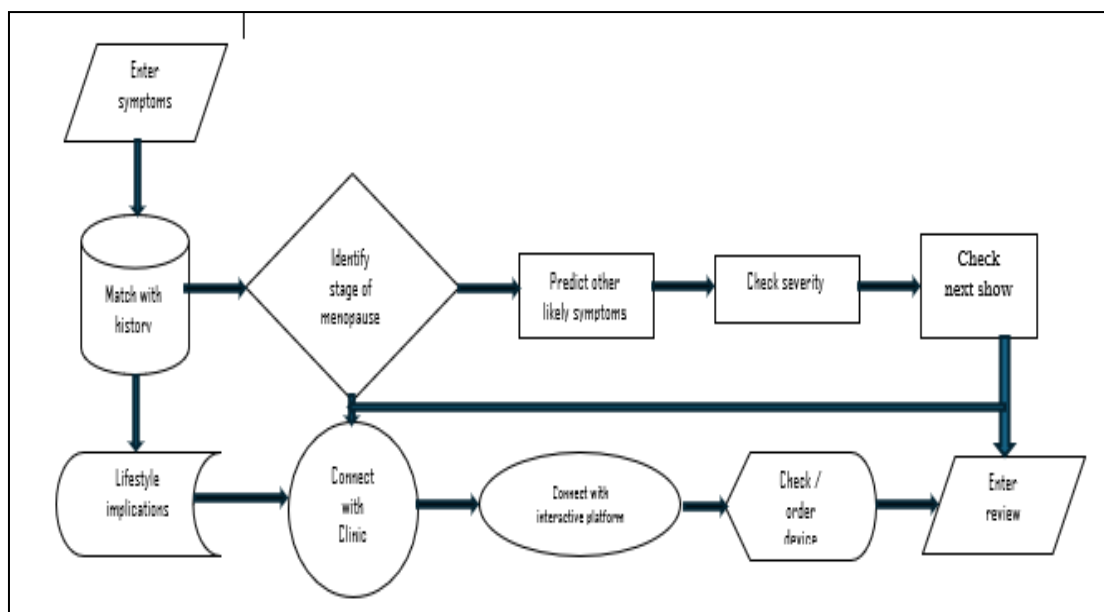 Enter
symptoms
Match with
history
Identify
stage of
menopause
Predict other
likely symptoms
Check severity
Check
next show
Lifestyle
implications
Connect
with
Clinic
Connect with
interactive platform
Check /
order
device
Enter
review